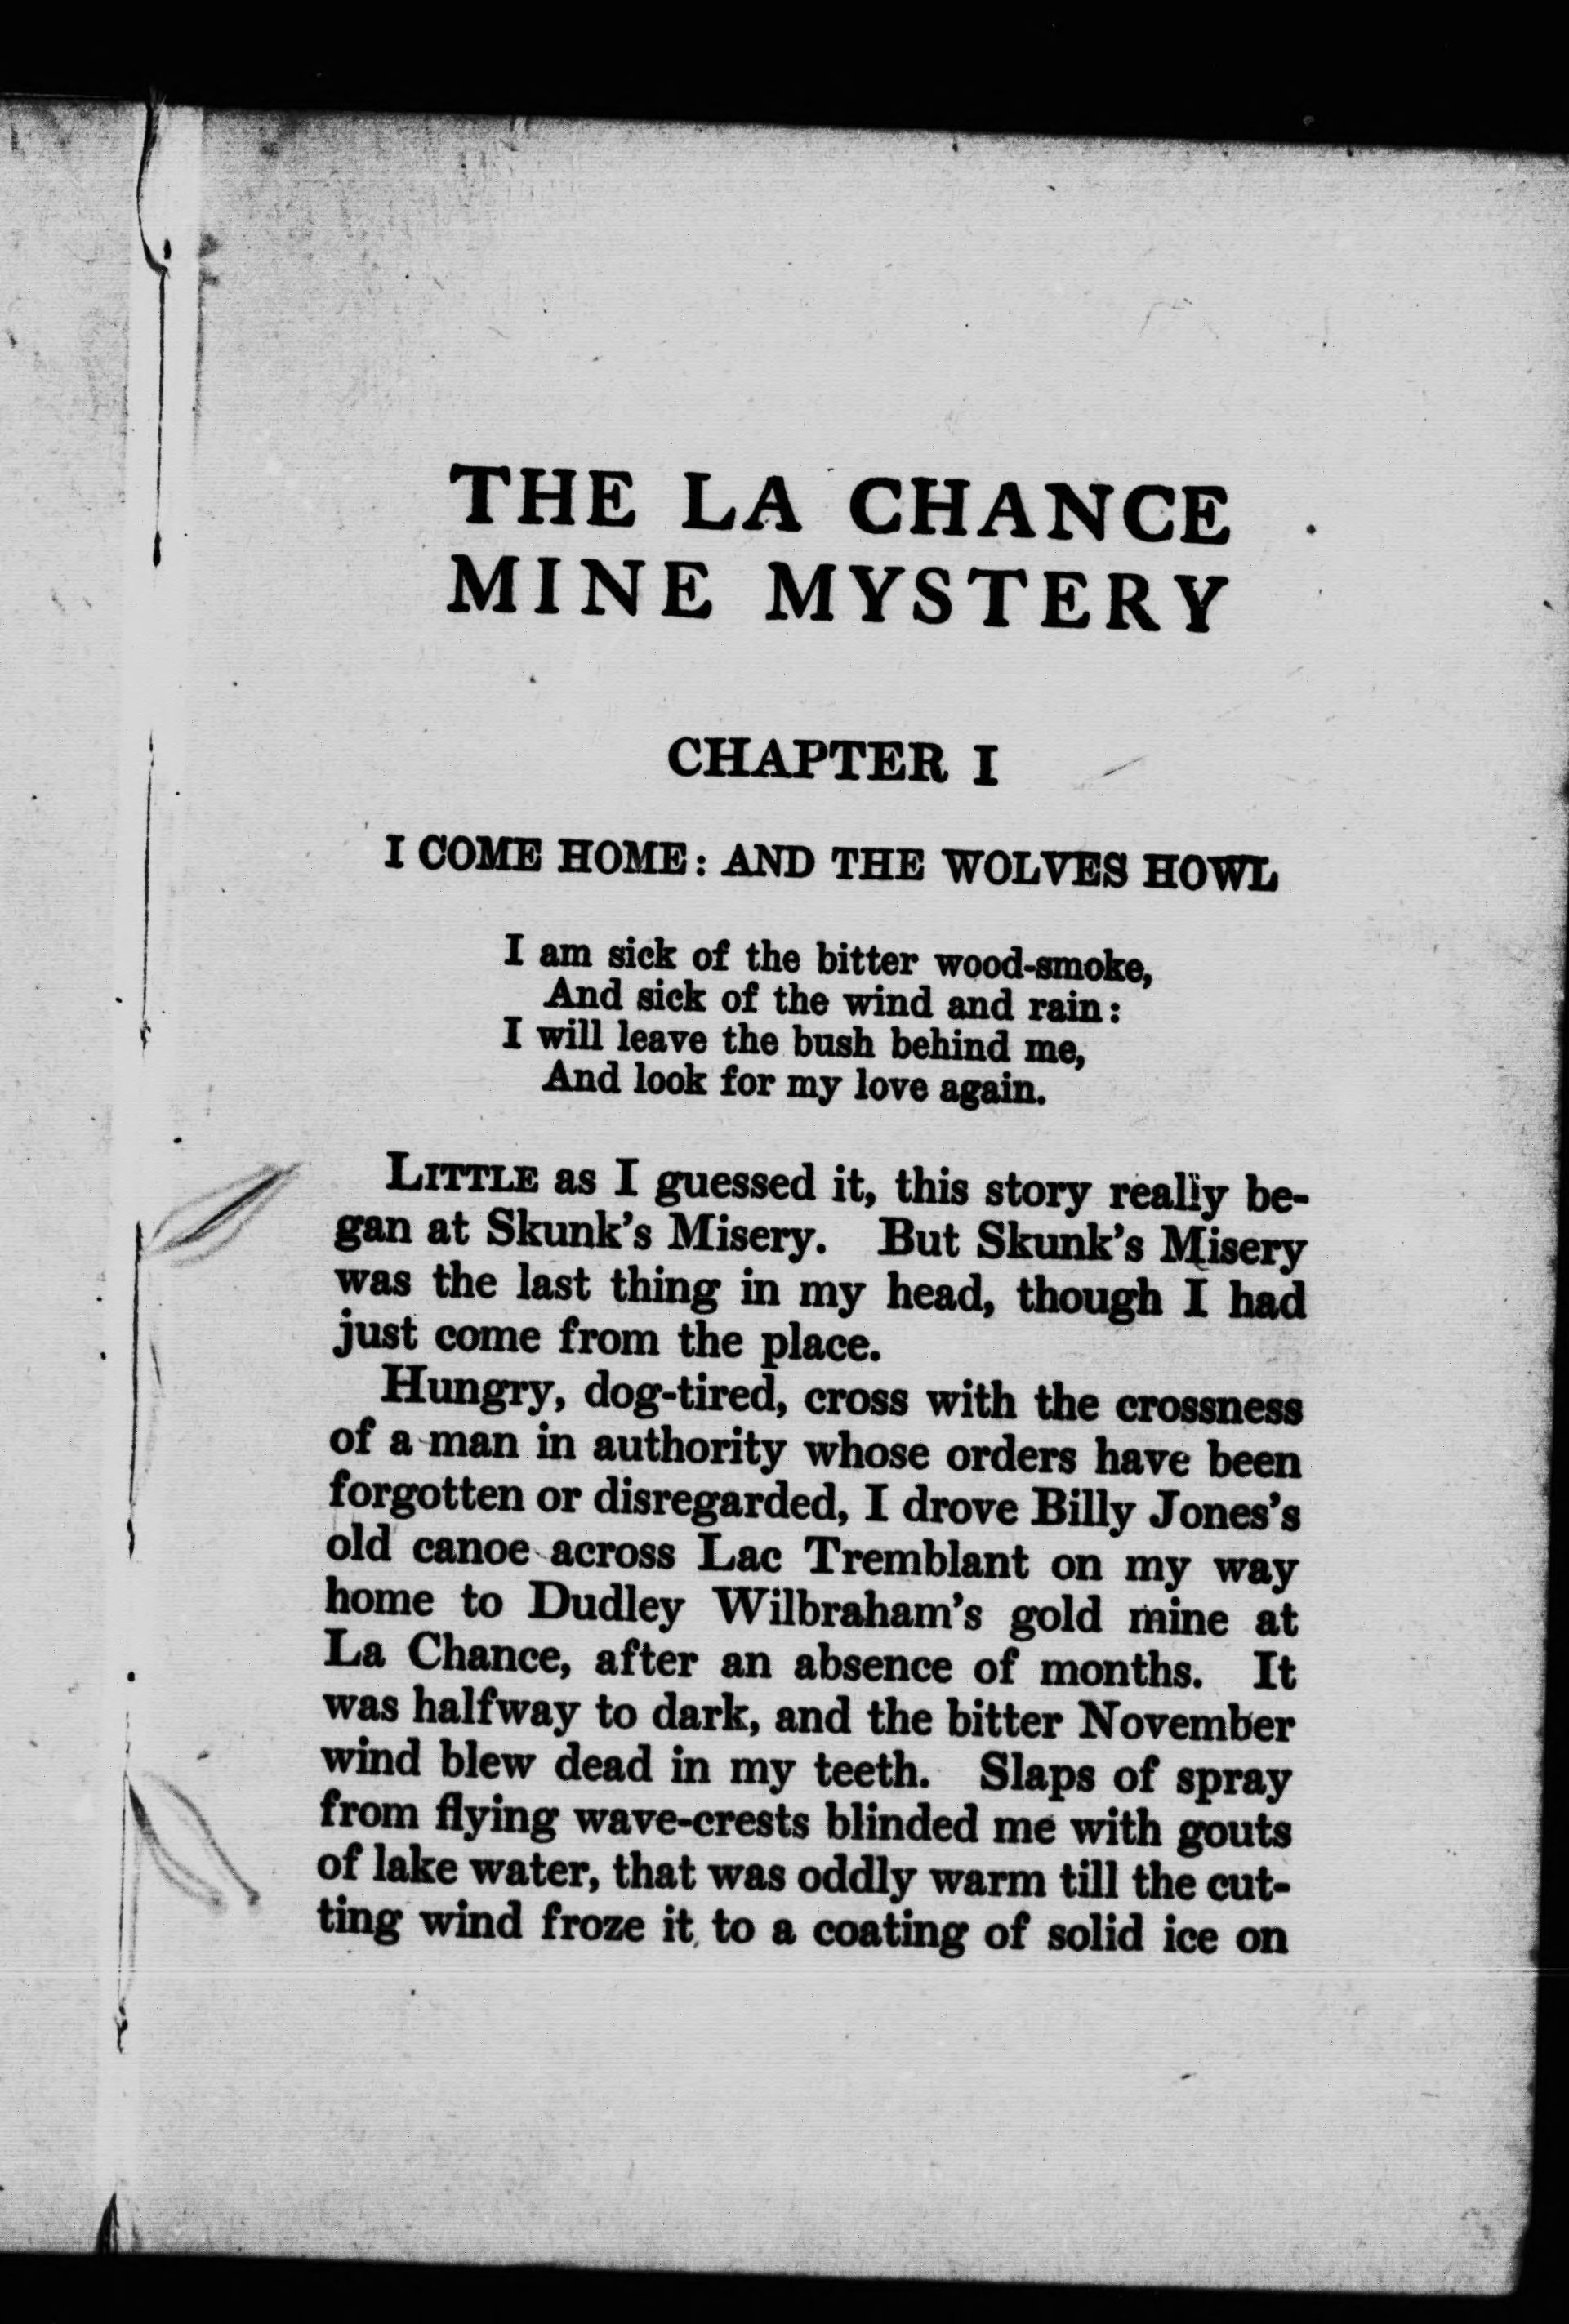 THE LA CHANCE
MINE MYSTERY
CHAPTER I
I COME HOME: AND THE WOLVES HOWL
I am sick of the bitter wood-smoke,
And sick of the wind and rain:
I will leave the bush behind me,
And look for my love again.
LITTLE as I guessed it, this story really be-
gan at Skunk's Misery. But Skunk's Misery
was the last thing in my head, though I had
just come from the place.
Hungry, dog-tired, cross with the crossness
of a man in authority whose orders have been
forgotten or disregarded, I drove Billy Jones's
old canoe across Lac Tremblant on my way
home to Dudley Wilbraham's gold mine at
La Chance, after an absence of months. It
was halfway to dark, and the bitter November
wind blew dead in my teeth. Slaps of spray
from flying wave-crests blinded me with gouts
of lake water, that was oddly warm till the cut-
ting wind froze it to a coating of solid ice on